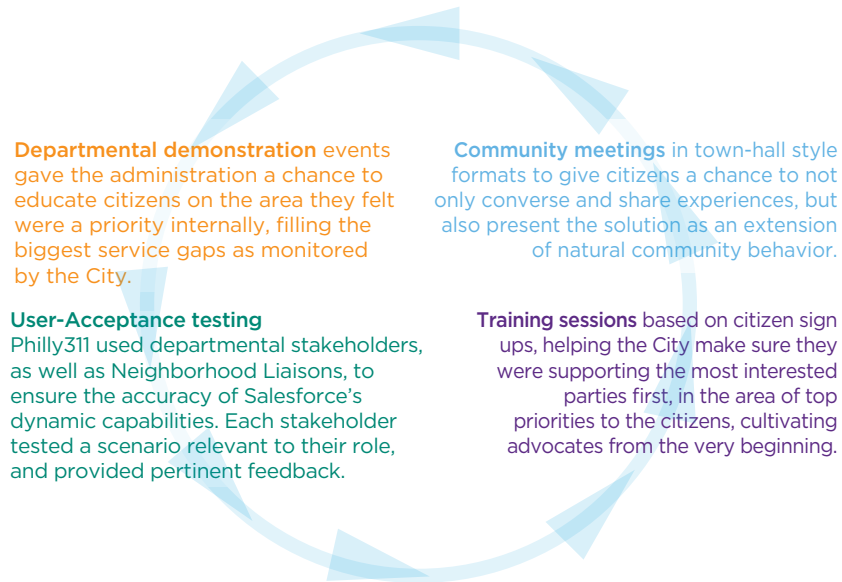 Departmental demonstration events
gave the administration a chance to
educate citizens on the area they felt
were a priority internally, filling the
biggest service gaps as monitored
by the City.
Community meetings in town-hall style
formats to give citizens a chance to not
only converse and share experiences, but
also present the solution as an extension
of natural community behavior.
User-Acceptance testing
Philly311 used departmental stakeholders,
as well as Neighborhood Liaisons, to
ensure the accuracy of Salesforce’s
dynamic capabilities. Each stakeholder
tested a scenario relevant to their role,
and provided pertinent feedback.
Training sessions based on citizen sign
ups, helping the City make sure they
were supporting the most interested
parties first, in the area of top
priorities to the citizens, cultivating
advocates from the very beginning.